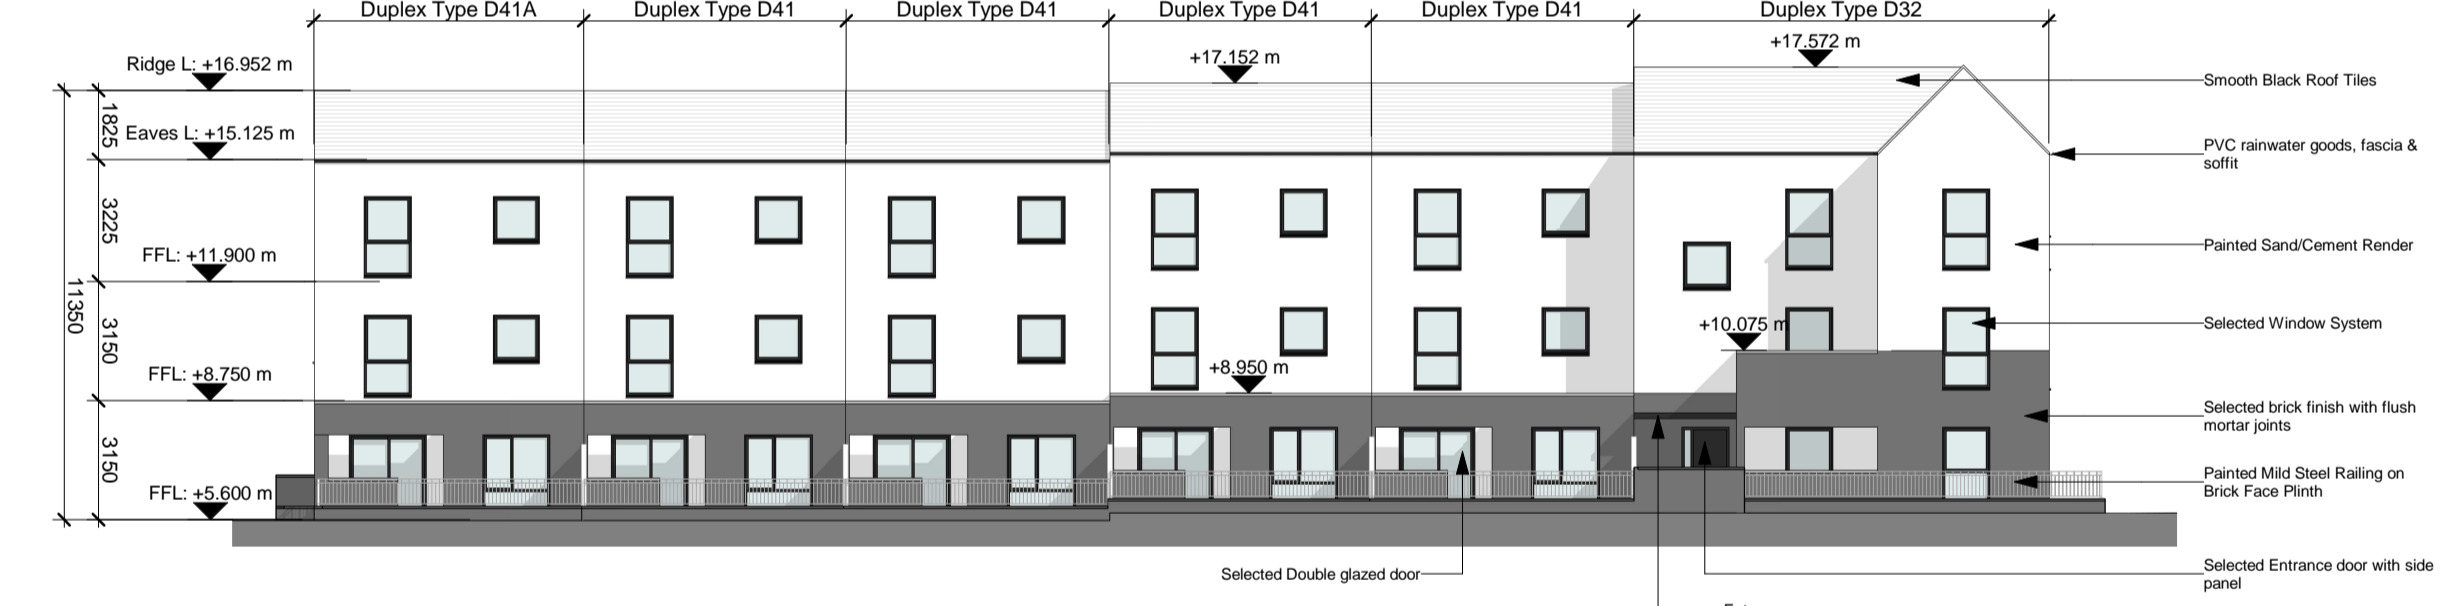 Duplex Type D41A
Duplex Type D41
Duplex Type D41
Duplex Type D41
Duplex Type D41
Duplex Type D32
Ridge L: +16.952 m
+17.152 m
+17.572 m
Smooth Black Roof Tiles
1825
Eaves L: +15.125 m
PVC rainwater goods, fascia &
soffit
3225
FFL: +11.900 m
Painted Sand/Cement Render
11350
3150
+10.075 m
Selected Window System
FFL: +8.750 m
+8.950 m
Selected brick finish with flush
mortar joints
3150
FFL: +5.600 m
Painted Mild Steel Railing on
Brick Face Plinth
Selected Double glazed door
Selected Entrance door with side
panel